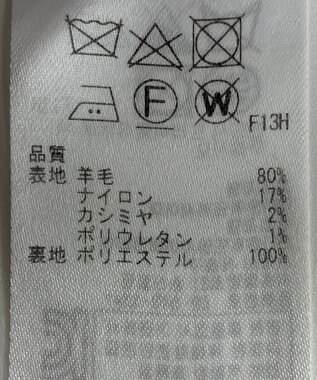 F W F13H
品質
表地 羊毛 80%
ナイロン 17%
カシミヤ 2%
ポリウレタン 1%
裏地 ポリエステル 100%